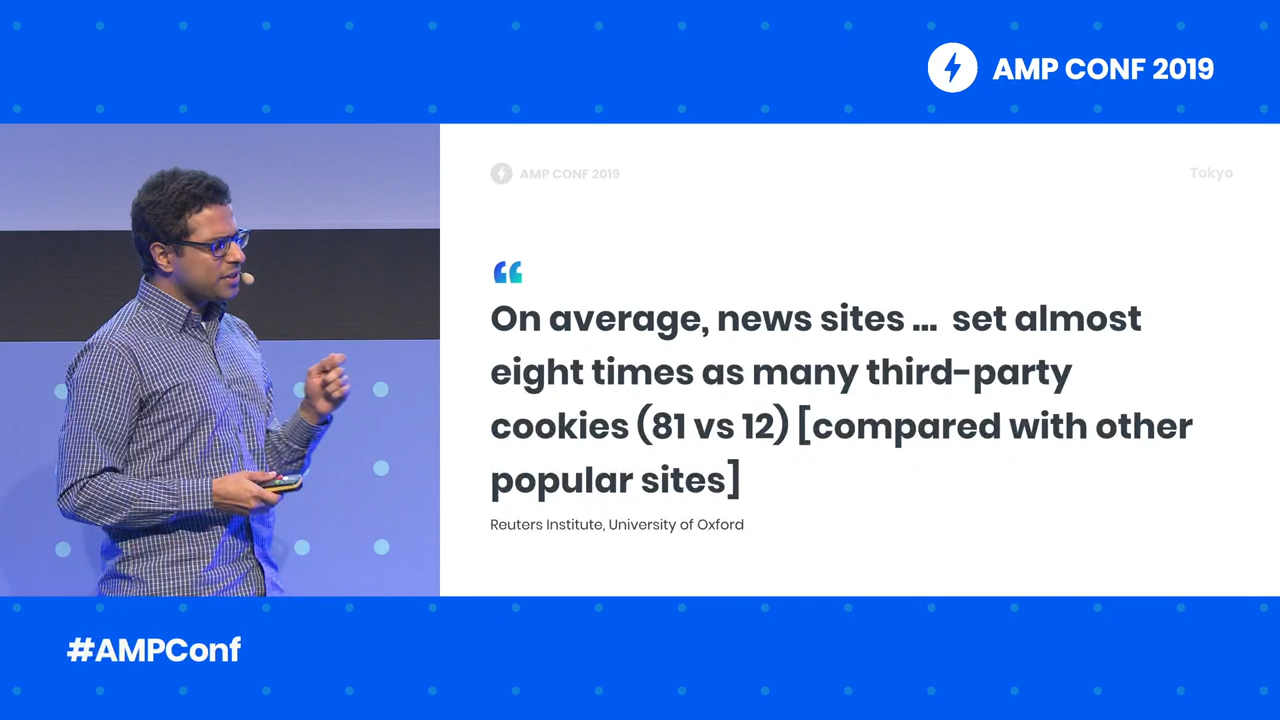 AMP CONF 2019
AMP CONF 2019
Tokyo
“
On average, news sites ... set almost
eight times as many third-party
cookies (81 vs 12) [compared with other
popular sites]
Reuters Institute, University of Oxford
#AMPConf